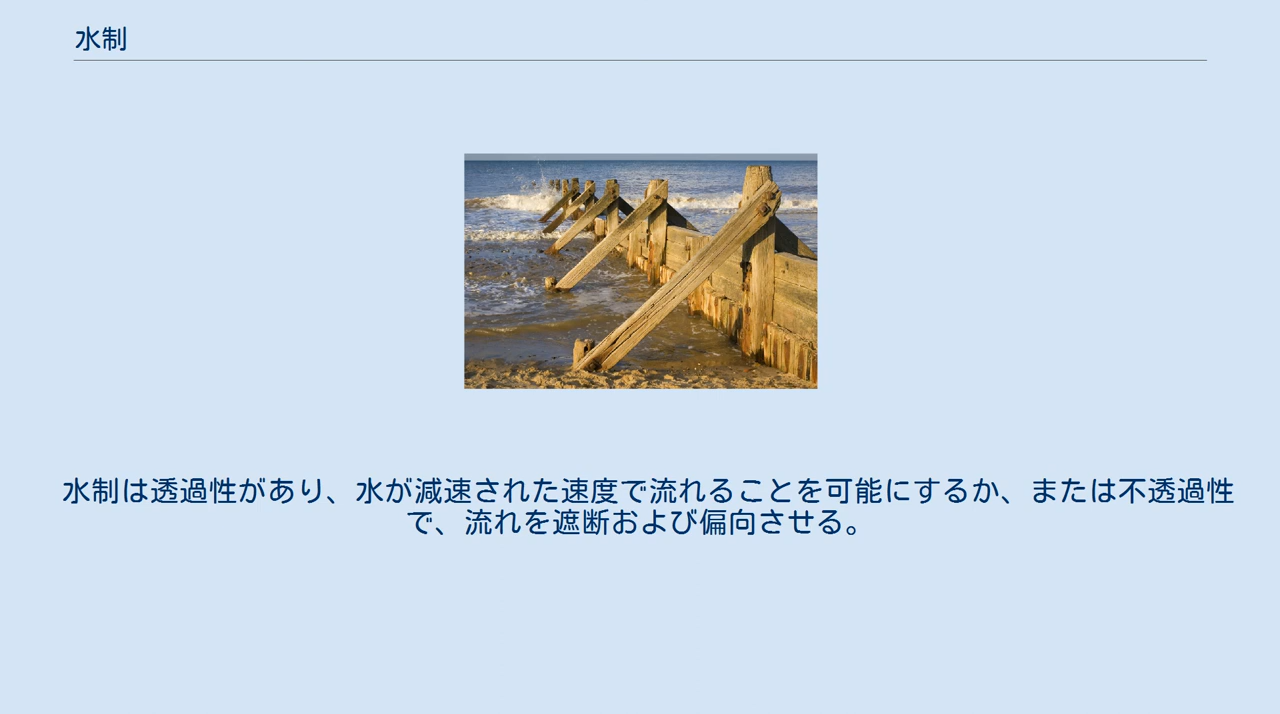 水制
水制は透過性があり、水が減速された速度で流れることを可能にするか、または不透過性
で、流れを遮断および偏向させる。